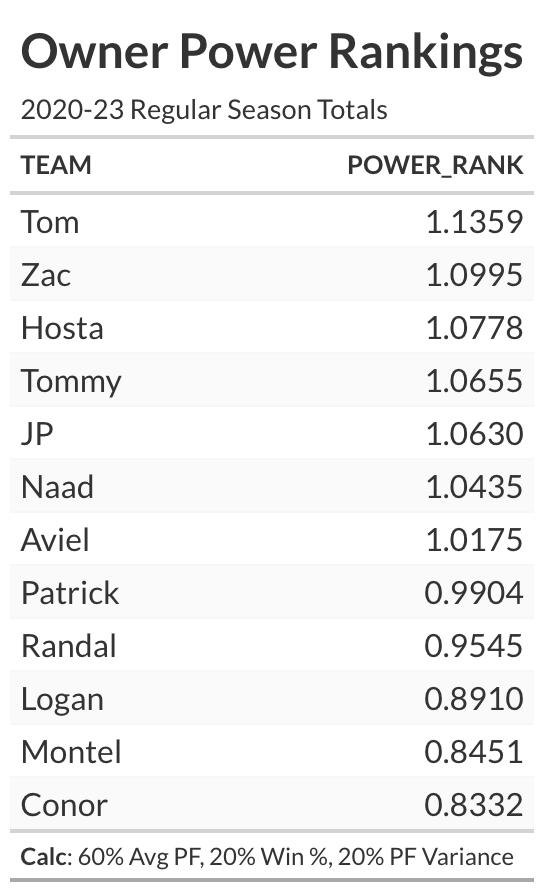 Owner Power Rankings
2020-23 Regular Season Totals
TEAM POWER_RANK
Tom 1.1359
Zac 1.0995
Hosta 1.0778
Tommy 1.0655
JP 1.0630
Naad 1.0435
Aviel 1.0175
Patrick 0.9904
Randal 0.9545
Logan 0.8910
Montel 0.8451
Conor 0.8332
Calc: 60% Avg PF, 20% Win %, 20% PF Variance